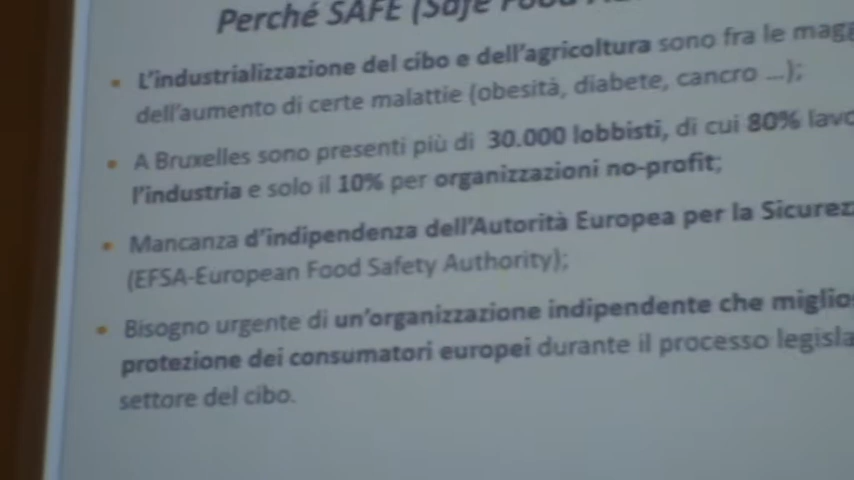 Perché SAFE (Safe Food
L'industrializzazione del cibo e dell'agricoltura sono fra le
dell'aumento di certe malattie (obesità, diabete, cancro ...);
A Bruxelles sono presenti più di 30.000 lobbisti, di cui 80%
l'industria e solo il 10% per organizzazioni no-profit;
Mancanza d'indipendenza dell'Autorità Europea per la
(EFSA-European Food Safety Authority);
Bisogno urgente di un'organizzazione indipendente che
protezione dei consumatori europei durante il processo
settore del cibo.